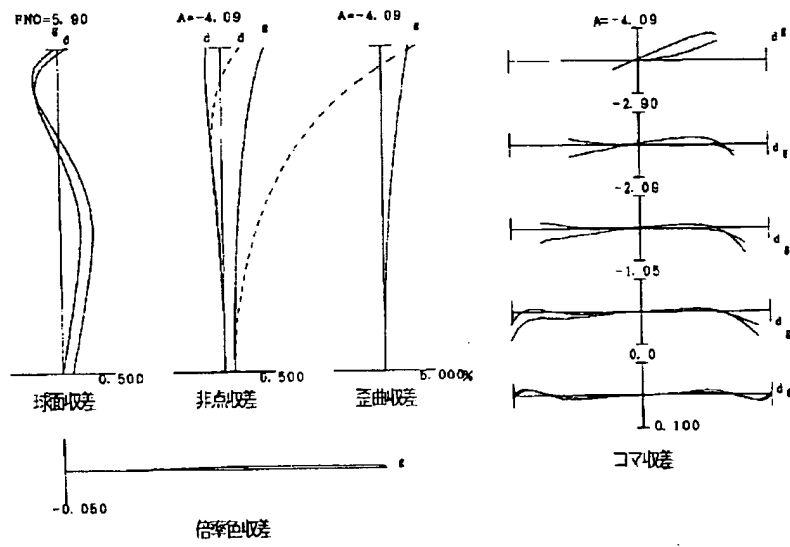 FNO=5.90
g d
0.500
球面収差
A=-4.09
d d g
0.500
非点収差
A=-4.09
g
5.000%
歪曲収差
A=-4.09
d g
-2.90
d g
-2.08
d g
-1.05
d g
0.0
d g
0.100
コマ収差
g
-0.050
倍率色収差